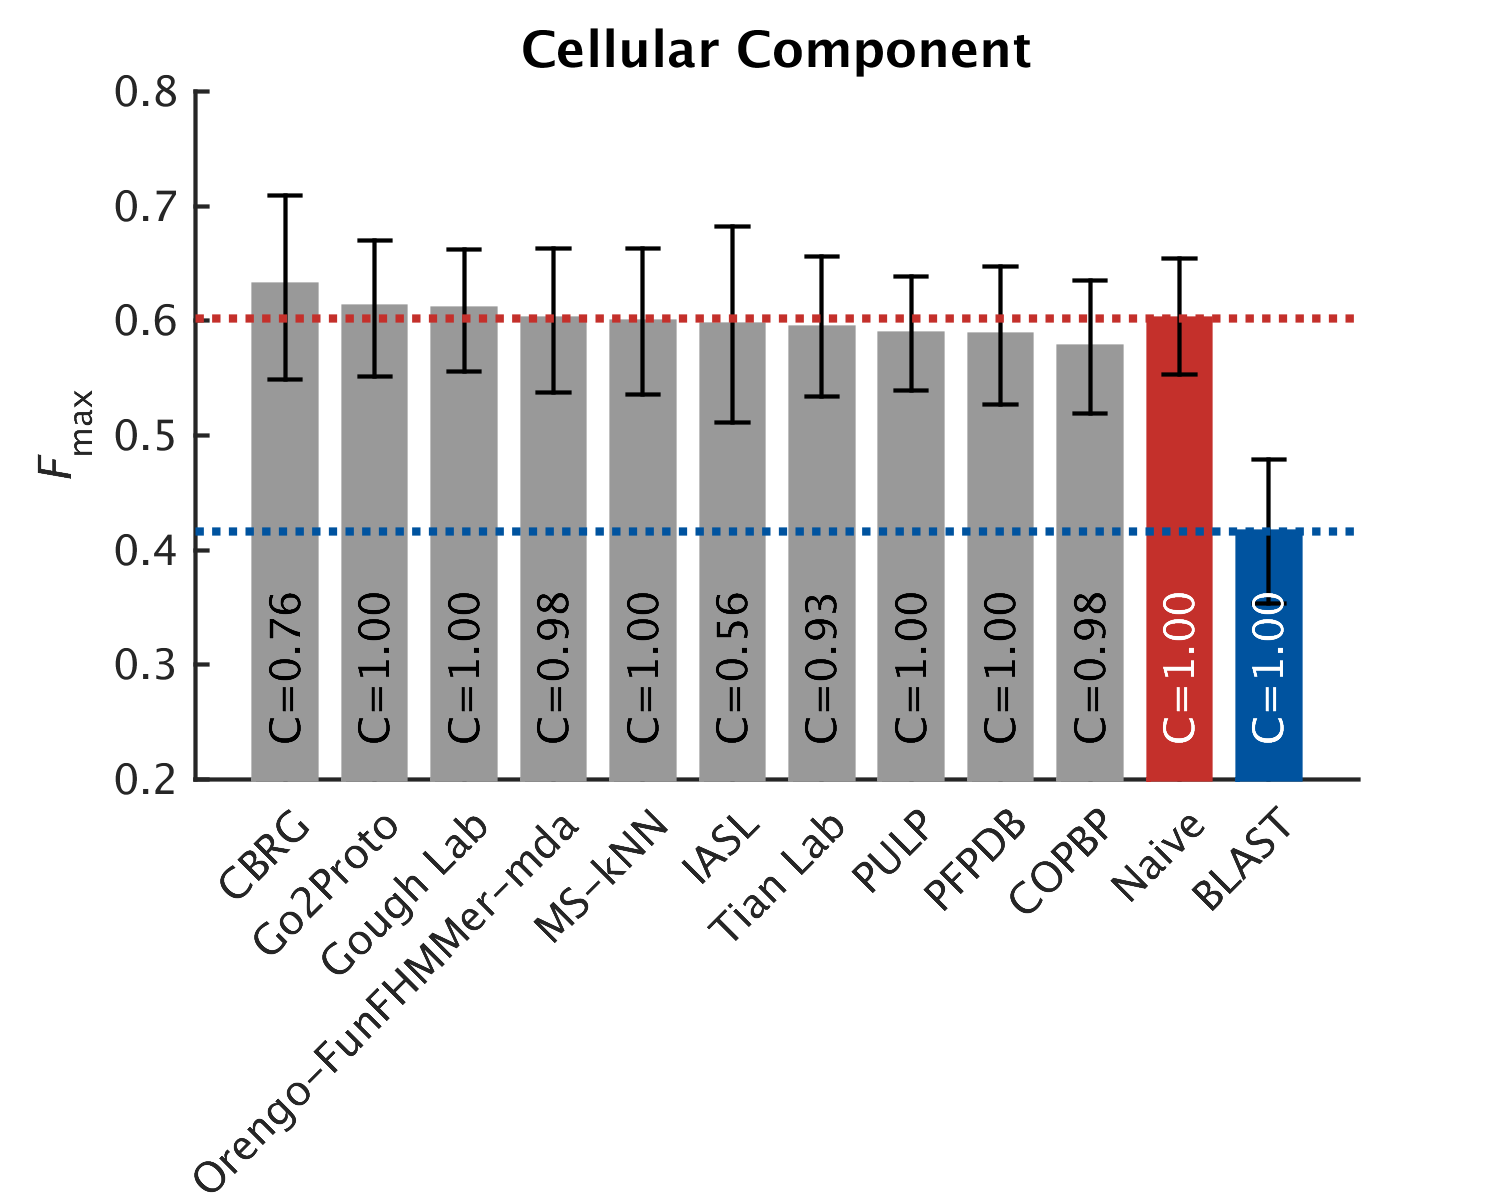 Cellular Component
0.8
0.7
0.6
0.5
0.4
0.3
0.2
Fmax
C=0.76
C=1.00
C=1.00
C=0.98
C=1.00
C=0.56
C=0.93
C=1.00
C=1.00
C=0.98
C=1.00
C=1.00
CBRG
Go2Proto
Gough Lab
Orengo-FunFHMMer-mda
MS-kNN
IASL
Tian Lab
PULP
PFPDB
COPBP
Naive
BLAST